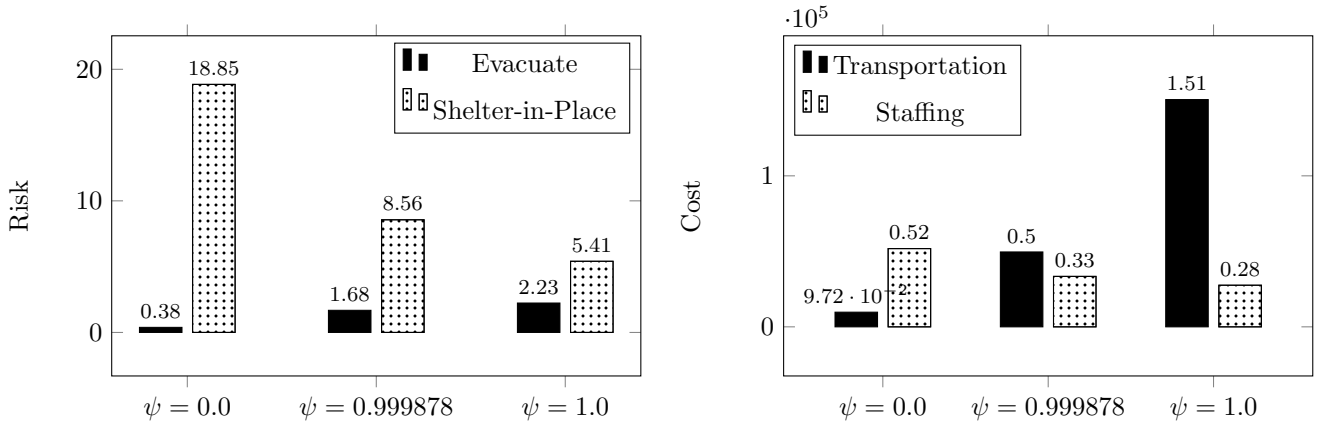 Risk
20
10
0
18.85
0.38
8.56
1.68
5.41
2.23
Evacuate
Shelter-in-Place
ψ = 0.0
ψ = 0.999878
ψ = 1.0
·10⁵
Cost
1
0
Transportation
Staffing
9.72 · 10⁻²
0.52
0.5
0.33
1.51
0.28
ψ = 0.0
ψ = 0.999878
ψ = 1.0